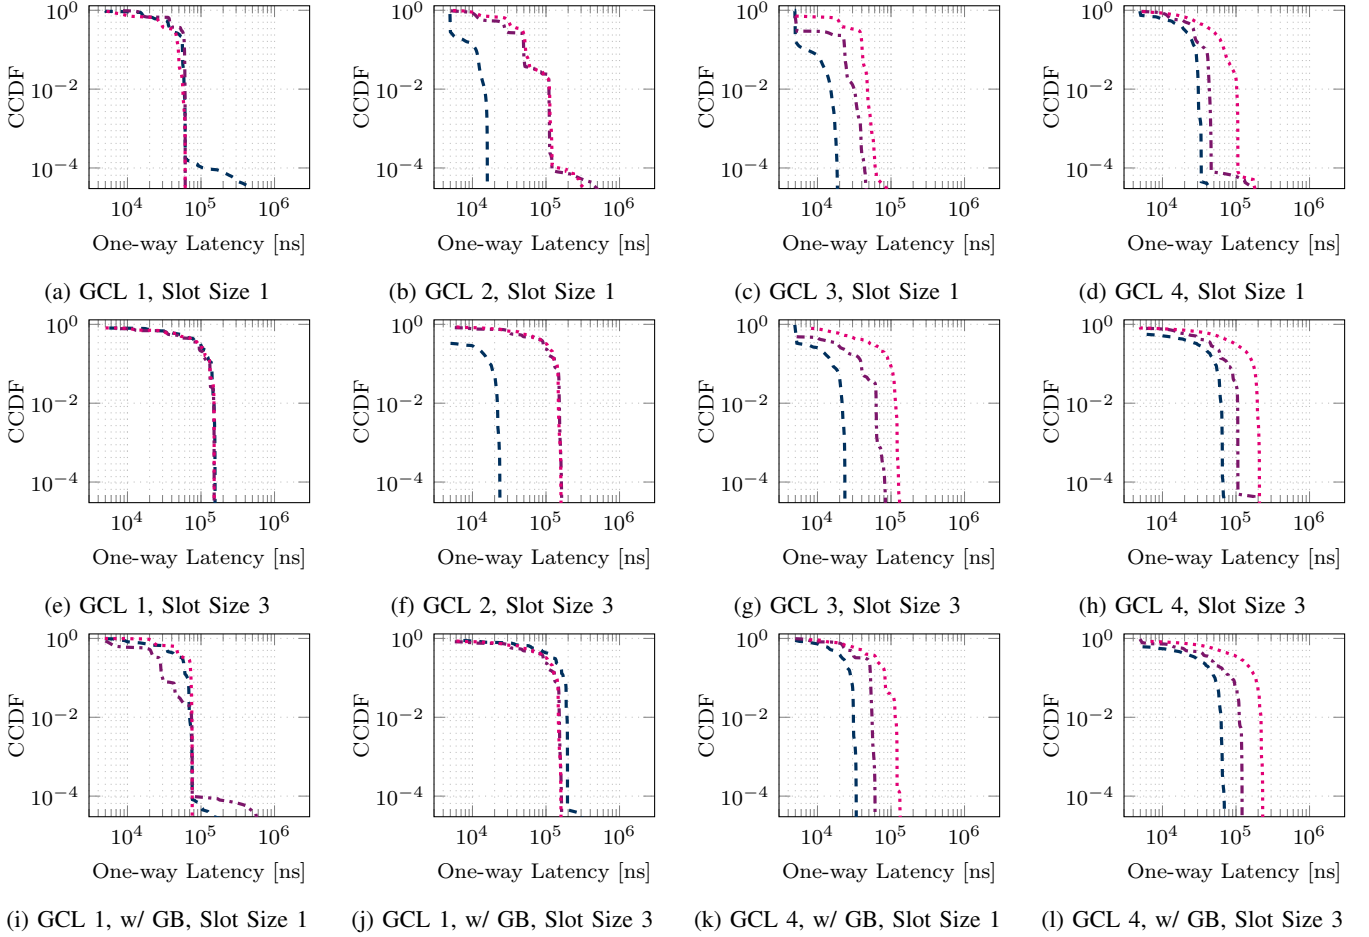 10^0 10^0 10^0 10^0
CCDF CCDF CCDF CCDF
10^−2 10^−2 10^−2 10^−2
10^−4 10^−4 10^−4 10^−4
10^4 10^5 10^6 10^4 10^5 10^6 10^4 10^5 10^6 10^4 10^5 10^6
One-way Latency [ns] One-way Latency [ns] One-way Latency [ns] One-way Latency [ns]
(a) GCL 1, Slot Size 1 (b) GCL 2, Slot Size 1 (c) GCL 3, Slot Size 1 (d) GCL 4, Slot Size 1
10^0 10^0 10^0 10^0
CCDF CCDF CCDF CCDF
10^−2 10^−2 10^−2 10^−2
10^−4 10^−4 10^−4 10^−4
10^4 10^5 10^6 10^4 10^5 10^6 10^4 10^5 10^6 10^4 10^5 10^6
One-way Latency [ns] One-way Latency [ns] One-way Latency [ns] One-way Latency [ns]
(e) GCL 1, Slot Size 3 (f) GCL 2, Slot Size 3 (g) GCL 3, Slot Size 3 (h) GCL 4, Slot Size 3
10^0 10^0 10^0 10^0
CCDF CCDF CCDF CCDF
10^−2 10^−2 10^−2 10^−2
10^−4 10^−4 10^−4 10^−4
10^4 10^5 10^6 10^4 10^5 10^6 10^4 10^5 10^6 10^4 10^5 10^6
One-way Latency [ns] One-way Latency [ns] One-way Latency [ns] One-way Latency [ns]
(i) GCL 1, w/ GB, Slot Size 1 (j) GCL 1, w/ GB, Slot Size 3 (k) GCL 4, w/ GB, Slot Size 1 (l) GCL 4, w/ GB, Slot Size 3